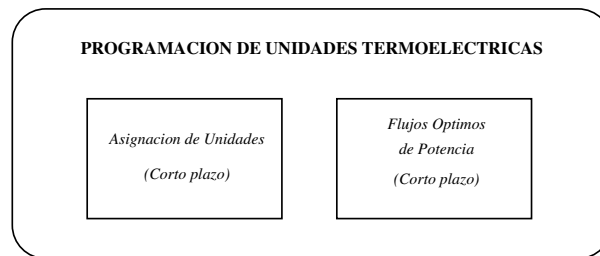 PROGRAMACION DE UNIDADES TERMOELECTRICAS
Asignacion de Unidades
(Corto plazo)
Flujos Optimos
de Potencia
(Corto plazo)